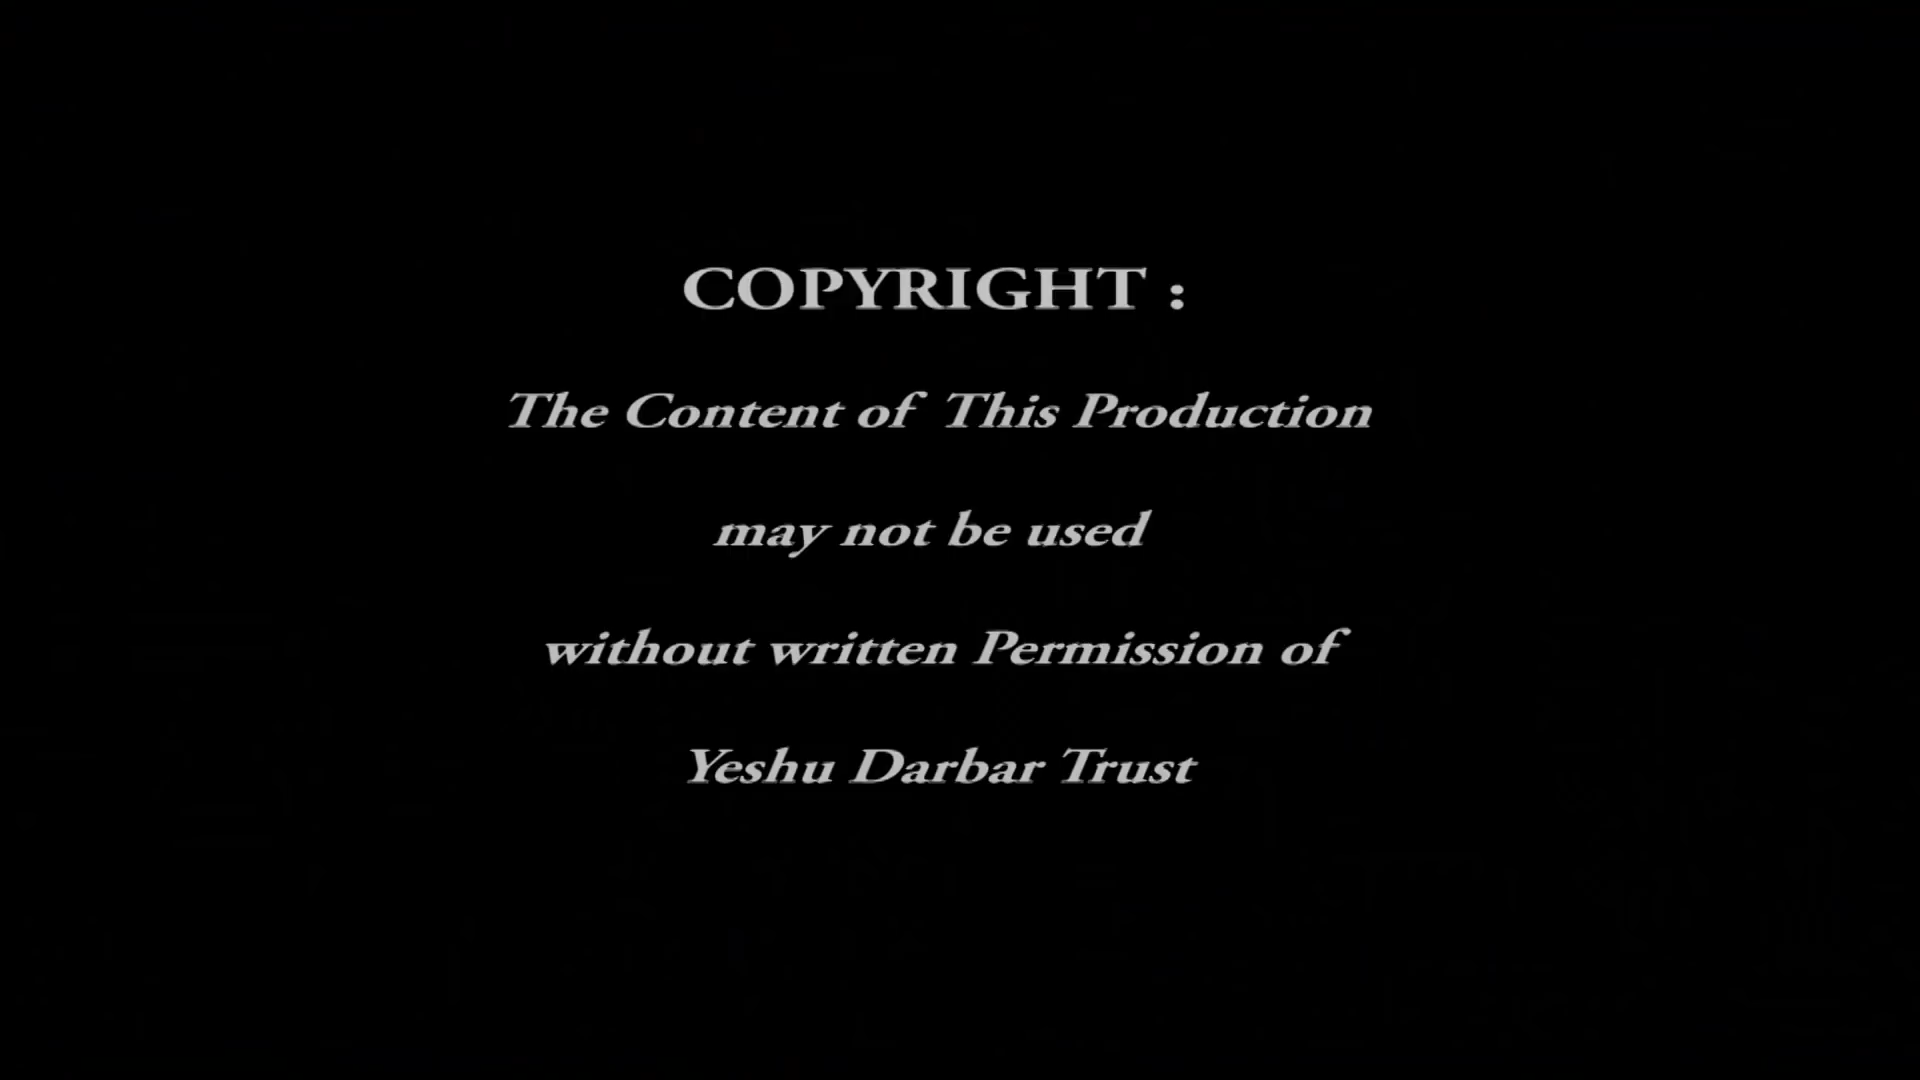 COPYRIGHT :
The Content of This Production
may not be used
without written Permission of
Yeshu Darbar Trust